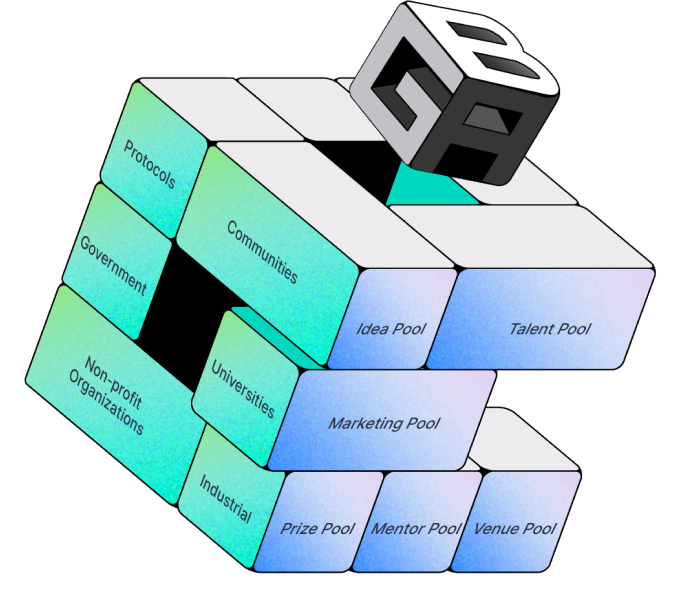 Protocols
Communities
Government
Idea Pool
Talent Pool
Non-profit
Organizations
Universities
Marketing Pool
Industrial
Prize Pool
Mentor Pool
Venue Pool